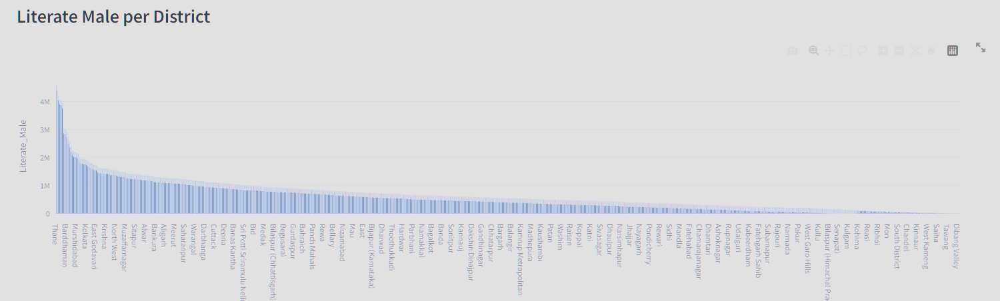 Literate Male per District
Literate_Male
4M
3M
2M
1M
0
Thane
Barddhaman
Murshidabad
Kolkata
East Godavari
Krishna
North West
Muzaffarnagar
Sitapur
Alwar
Bankura
Aligarh
Meerut
Saharanpur
Warangal
Darbhanga
Cuttack
Deoria
Banas Kantha
Sri Potti Sriramulu Nello
Bid
Medak
Bilaspur (Chhattisgarh)
Begusarai
Gurdaspur
Bahraich
Panch Mahals
Rewa
Bellary
Nizamabad
Mau
East
Bijapur (Karnataka)
Dharwad
Thoothukkudi
Hardwar
Parbhani
Namakkal
Bagalkot
Banda
Sonitpur
Kannauj
Dakshin Dinajpur
Gandhinagar
Chhatarpur
Bargarh
Balangir
Kamrup Metropolitan
Madhepura
Kaushambi
Patan
Washim
Raisen
Koppal
Katni
Sivasagar
Dhaulpur
Narsimhapur
Jhajjar
Nayagarh
Pondicherry
Rewari
Sidhi
Mandla
Fatehabad
Chamarajanagar
Dhamtari
Ashoknagar
Rupnagar
Udalguri
Kabeerdham
Fatehgarh Sahib
Subarnapur
Rajouri
Narmada
Pakur
West Garo Hills
Kullu
Bilaspur (Himachal Prad
Senapati
Kulgam
Kohima
Reasi
Ribhoi
Mon
South District
Chandel
Kinnaur
West Kameng
Saiha
Tawang
Dibang Valley